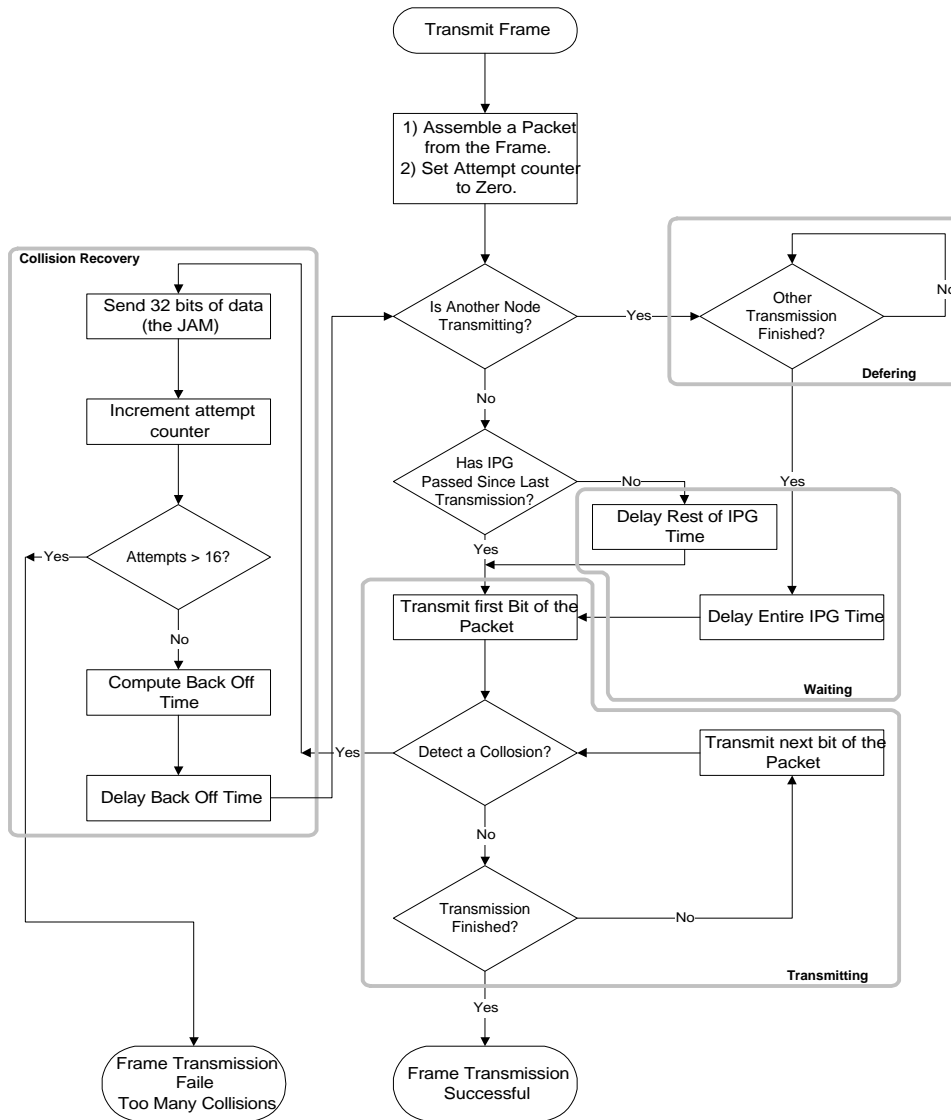 Transmit Frame
1) Assemble a Packet
from the Frame.
2) Set Attempt counter
to Zero.
Collision Recovery
Send 32 bits of data
(the JAM)
Increment attempt
counter
Attempts > 16?
Yes
No
Compute Back Off
Time
Delay Back Off Time
Is Another Node
Transmitting?
Yes
No
Other
Transmission
Finished?
No
Defering
Yes
Has IPG
Passed Since Last
Transmission?
No
Yes
Delay Rest of IPG
Time
Delay Entire IPG Time
Waiting
Transmit first Bit of the
Packet
Detect a Collosion?
Yes
No
Transmit next bit of the
Packet
Transmission
Finished?
No
Transmitting
Yes
Frame Transmission
Faile
Too Many Collisions
Frame Transmission
Successful